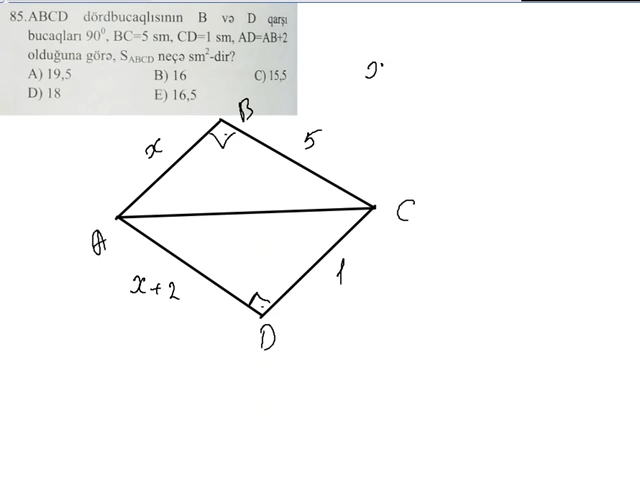 85.ABCD dördbucaqlısının B və D qarşı
bucaqları 90⁰, BC=5 sm, CD=1 sm, AD=AB+2
olduğuna görə, S_ABCD neçə sm²-dir?
A) 19,5 B) 16 C) 15,5
D) 18 E) 16,5
B
x 5
A C
x+2 1
D